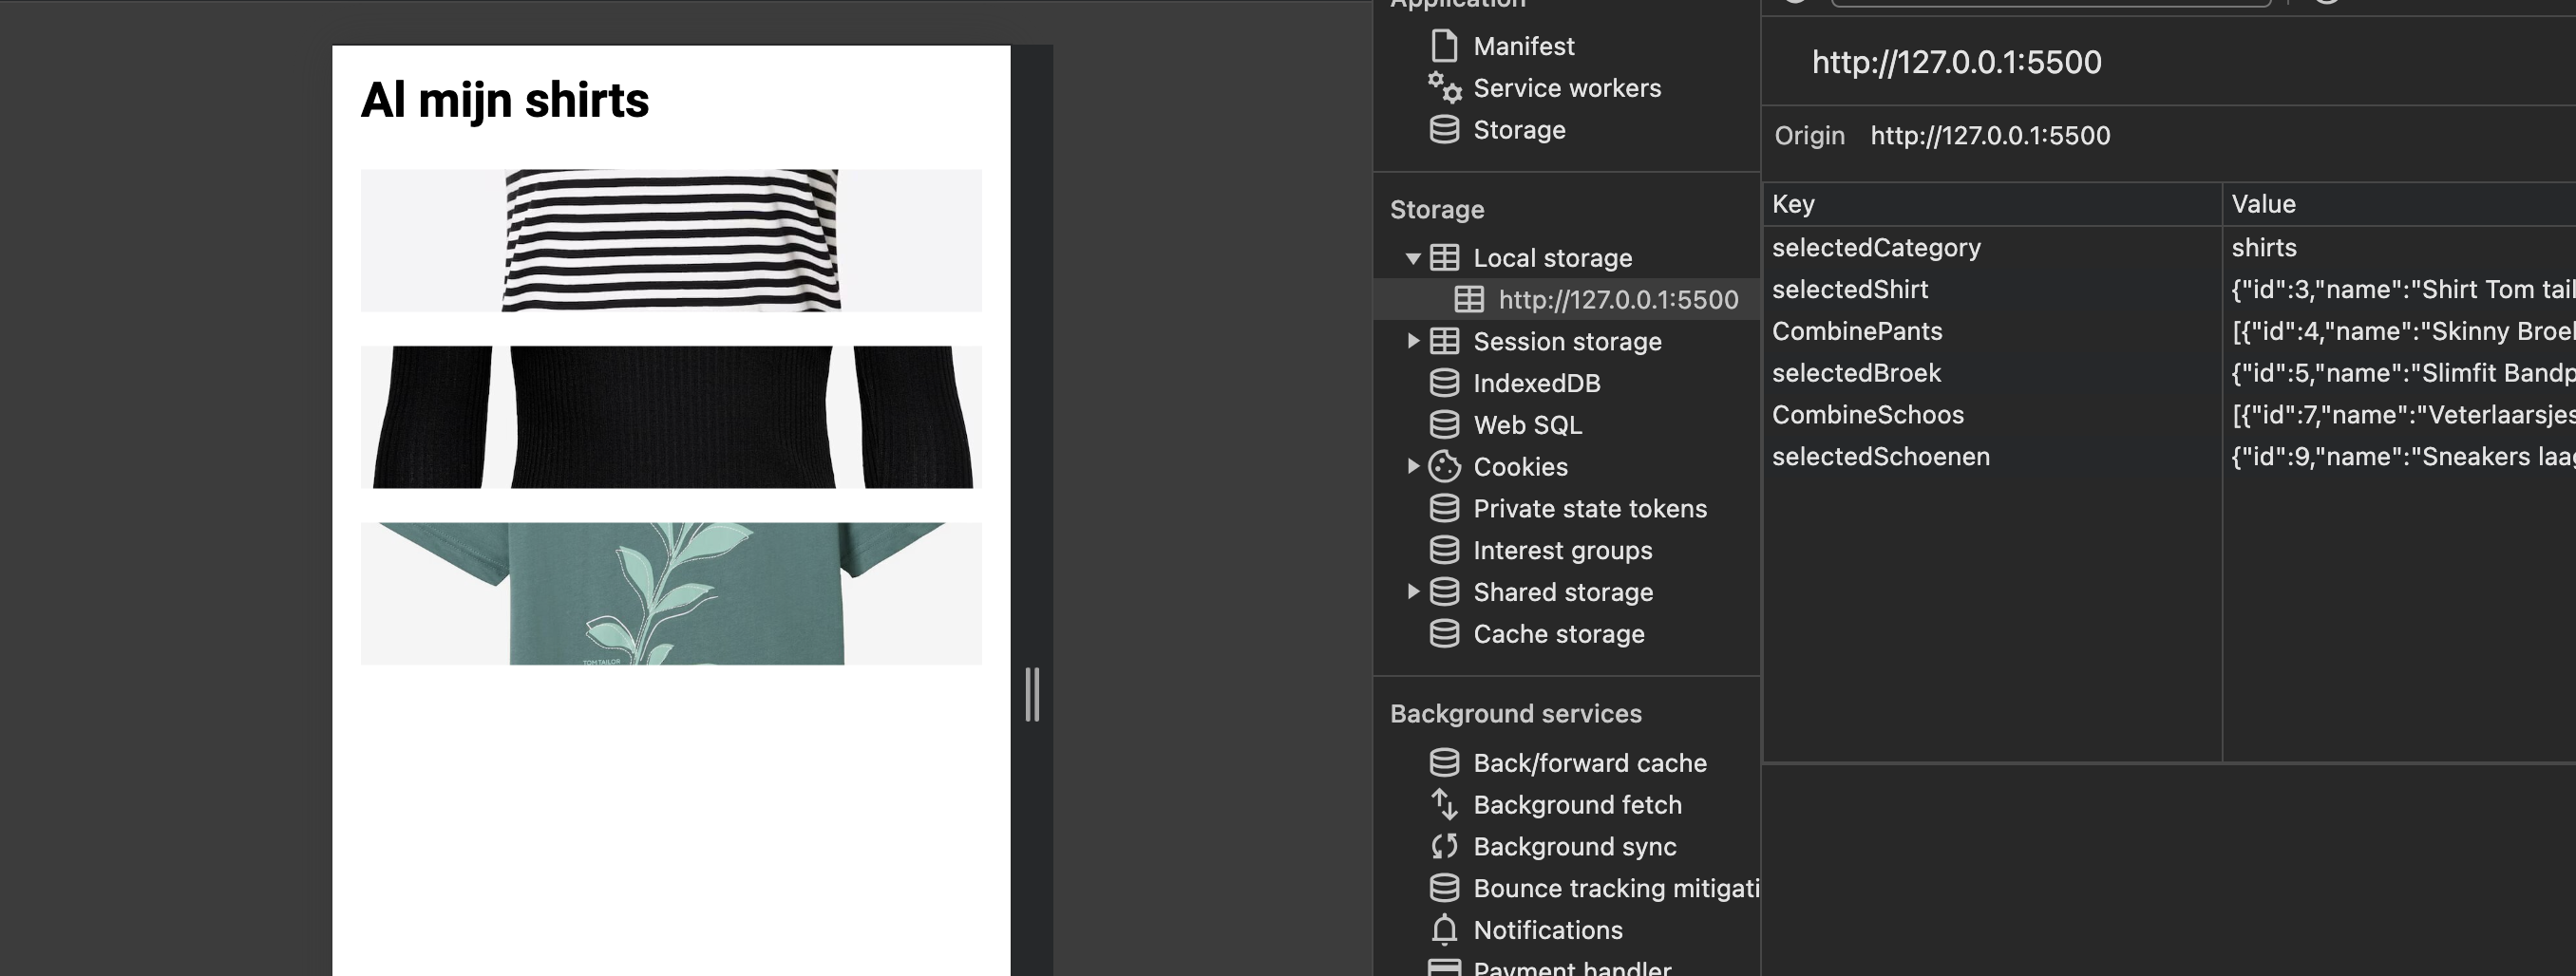 Al mijn shirts
TOM TAILOR
Application
Manifest
Service workers
Storage
Storage
Local storage
http://127.0.0.1:5500
Session storage
IndexedDB
Web SQL
Cookies
Private state tokens
Interest groups
Shared storage
Cache storage
Background services
Back/forward cache
Background fetch
Background sync
Bounce tracking mitigati
Notifications
Payment handler
http://127.0.0.1:5500
Origin http://127.0.0.1:5500
Key Value
selectedCategory shirts
selectedShirt {"id":3,"name":"Shirt Tom tail
CombinePants [{"id":4,"name":"Skinny Broe
selectedBroek {"id":5,"name":"Slimfit Bandp
CombineSchoos [{"id":7,"name":"Veterlaarsjes
selectedSchoenen {"id":9,"name":"Sneakers laag